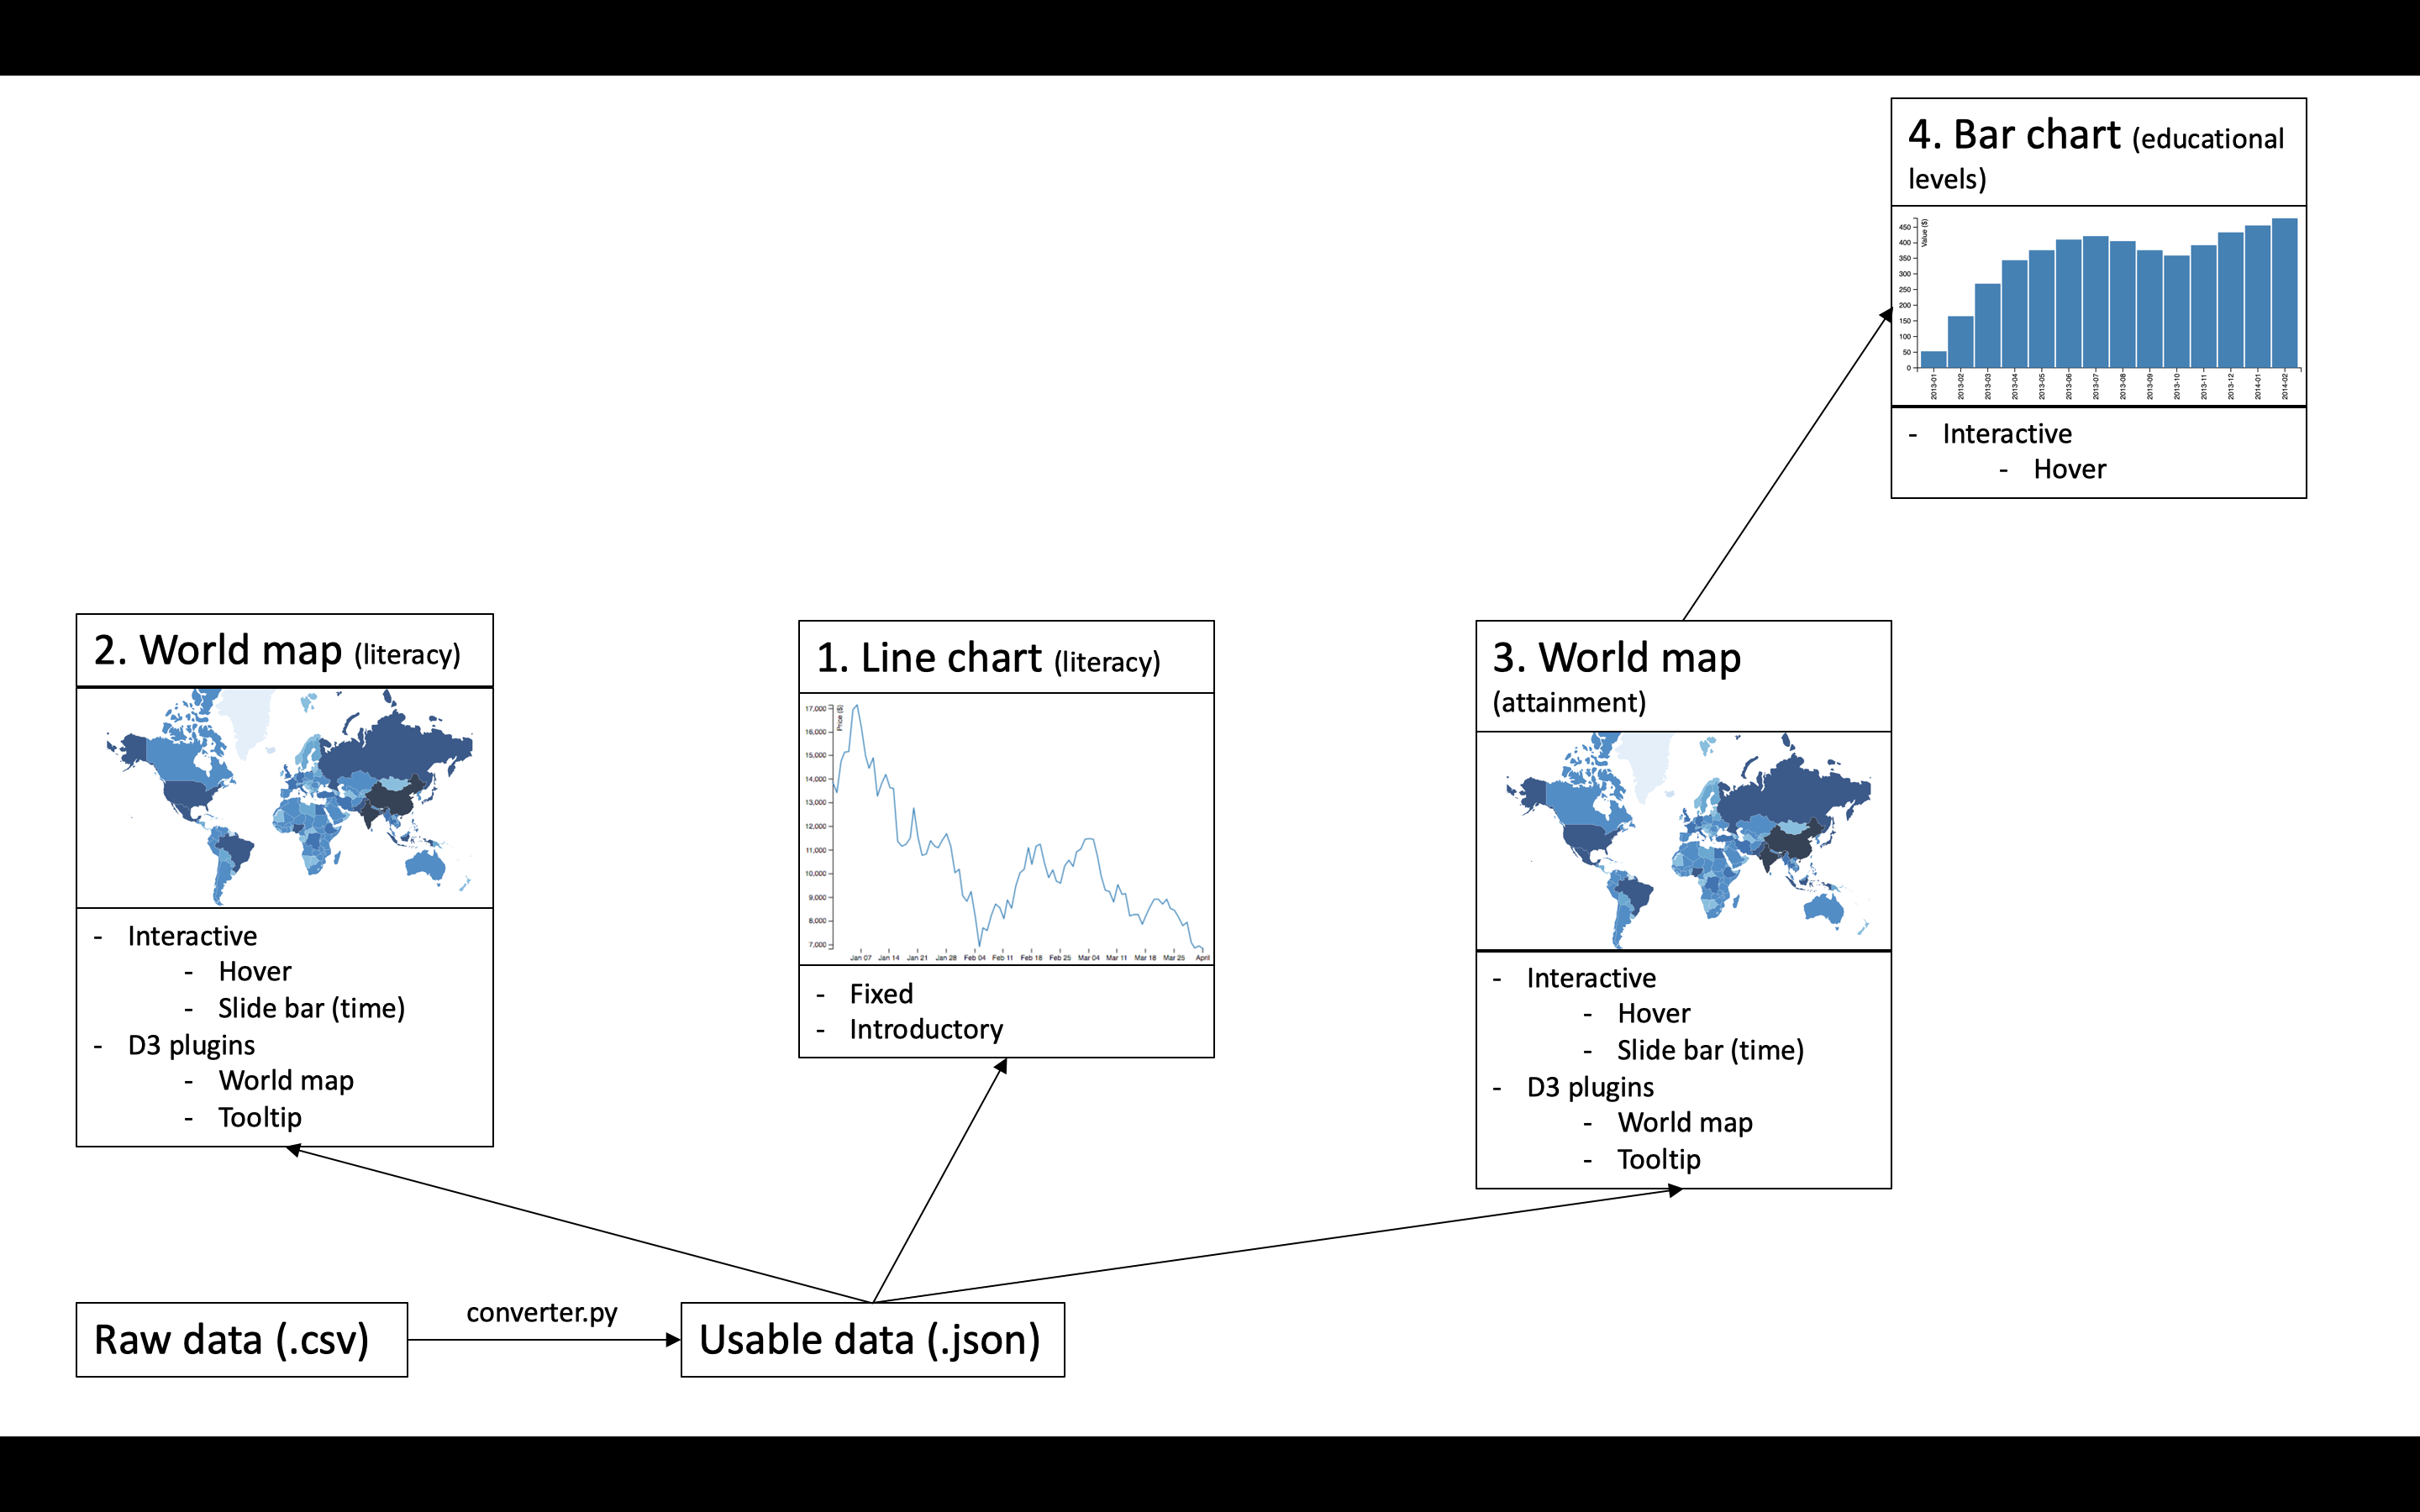 4. Bar chart (educational
levels)
Value ($)
450
400
350
300
250
200
150
100
50
0
2013-01
2013-02
2013-03
2013-04
2013-05
2013-06
2013-07
2013-08
2013-09
2013-10
2013-11
2013-12
2014-01
2014-02
- Interactive
- Hover
2. World map (literacy)
- Interactive
- Hover
- Slide bar (time)
- D3 plugins
- World map
- Tooltip
1. Line chart (literacy)
Price ($)
17,000
16,000
15,000
14,000
13,000
12,000
11,000
10,000
9,000
8,000
7,000
Jan 07 Jan 14 Jan 21 Jan 28 Feb 04 Feb 11 Feb 18 Feb 25 Mar 04 Mar 11 Mar 18 Mar 25 April
- Fixed
- Introductory
3. World map
(attainment)
- Interactive
- Hover
- Slide bar (time)
- D3 plugins
- World map
- Tooltip
Raw data (.csv)
converter.py
Usable data (.json)